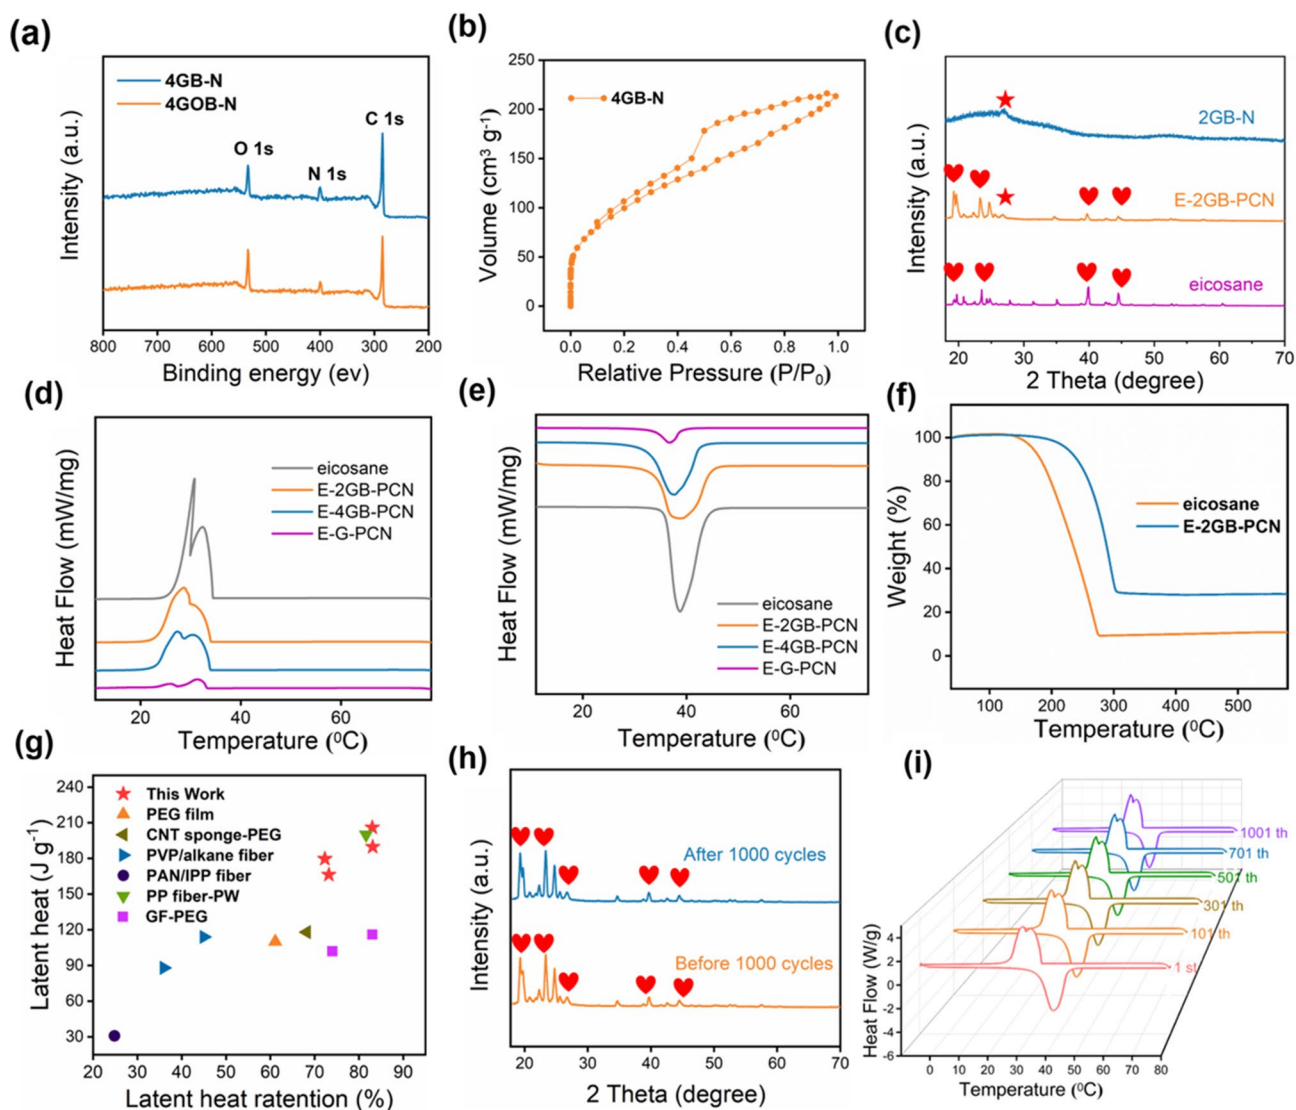 (a)
4GB-N
4GOB-N
O 1s
N 1s
C 1s
Intensity (a.u.)
800 700 600 500 400 300 200
Binding energy (ev)
(b)
4GB-N
Volume (cm³ g⁻¹)
250
200
150
100
50
0
0.0 0.2 0.4 0.6 0.8 1.0
Relative Pressure (P/P₀)
(c)
2GB-N
E-2GB-PCN
eicosane
Intensity (a.u.)
20 30 40 50 60 70
2 Theta (degree)
(d)
eicosane
E-2GB-PCN
E-4GB-PCN
E-G-PCN
Heat Flow (mW/mg)
20 40 60
Temperature (⁰C)
(e)
eicosane
E-2GB-PCN
E-4GB-PCN
E-G-PCN
Heat Flow (mW/mg)
20 40 60
Temperature (⁰C)
(f)
eicosane
E-2GB-PCN
Weight (%)
100
80
60
40
20
0
100 200 300 400 500
Temperature (⁰C)
(g)
This Work
PEG film
CNT sponge-PEG
PVP/alkane fiber
PAN/IPP fiber
PP fiber-PW
GF-PEG
Latent heat (J g⁻¹)
240
210
180
150
120
90
60
30
20 30 40 50 60 70 80 90
Latent heat ratention (%)
(h)
After 1000 cycles
Before 1000 cycles
Intensity (a.u.)
20 30 40 50 60 70
2 Theta (degree)
(i)
1001 th
701 th
501 th
301 th
101 th
1 st
Heat Flow (W/g)
4
2
0
-2
-4
-6
0 10 20 30 40 50 60 70 80
Temperature (⁰C)